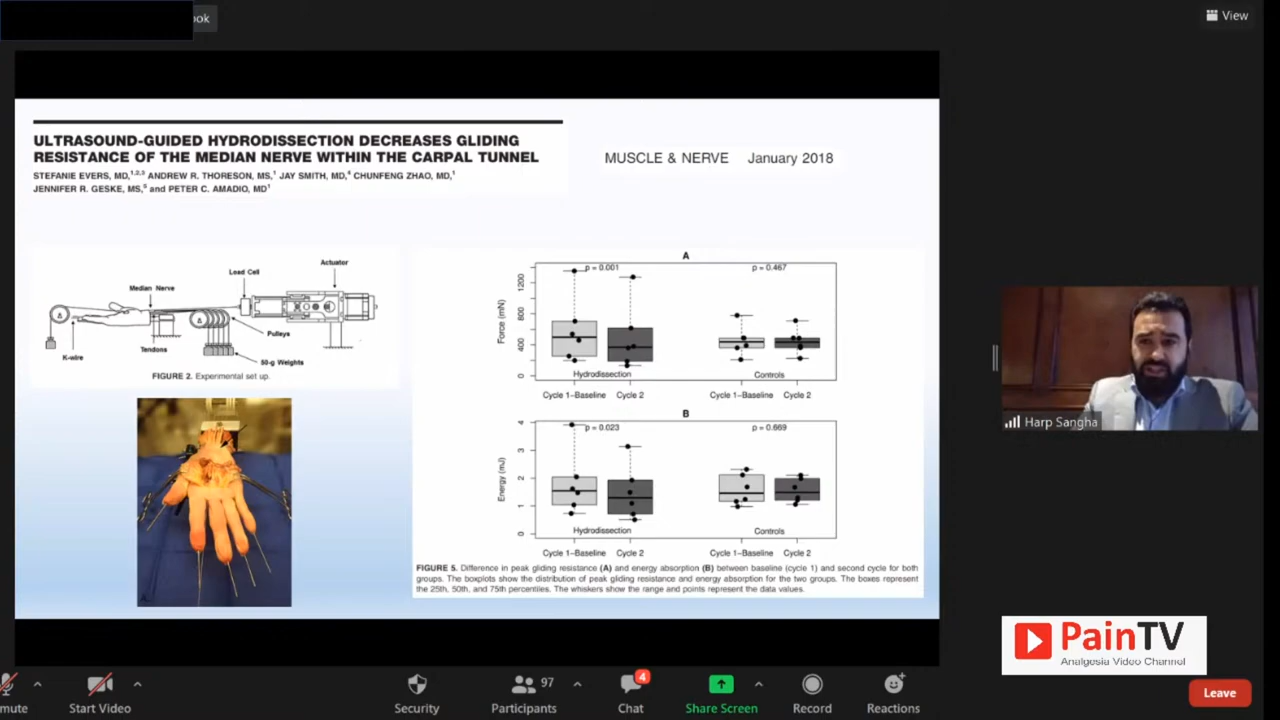 ook
View
ULTRASOUND-GUIDED HYDRODISSECTION DECREASES GLIDING
RESISTANCE OF THE MEDIAN NERVE WITHIN THE CARPAL TUNNEL
STEFANIE EVERS, MD,1,2,3 ANDREW R. THORESON, MS,1 JAY SMITH, MD,4 CHUNFENG ZHAO, MD,1
JENNIFER R. GESKE, MS,5 and PETER C. AMADIO, MD1
MUSCLE & NERVE January 2018
Actuator
Load Cell
Median Nerve
A
A
Pulleys
K-wire
Tendons
50-g Weights
FIGURE 2. Experimental set up.
A
p = 0.001
p = 0.467
Force (mN)
1200
800
400
0
Hydrodissection
Controls
Cycle 1-Baseline
Cycle 2
Cycle 1-Baseline
Cycle 2
B
p = 0.023
p = 0.669
Energy (mJ)
4
3
2
1
0
Hydrodissection
Controls
Cycle 1-Baseline
Cycle 2
Cycle 1-Baseline
Cycle 2
FIGURE 5. Difference in peak gliding resistance (A) and energy absorption (B) between baseline (cycle 1) and second cycle for both
groups. The boxplots show the distribution of peak gliding resistance and energy absorption for the two groups. The boxes represent
the 25th, 50th, and 75th percentiles. The whiskers show the range and points represent the data values.
Harp Sangha
PainTV
Analgesia Video Channel
mute
Start Video
Security
97
Participants
4
Chat
Share Screen
Record
Reactions
Leave